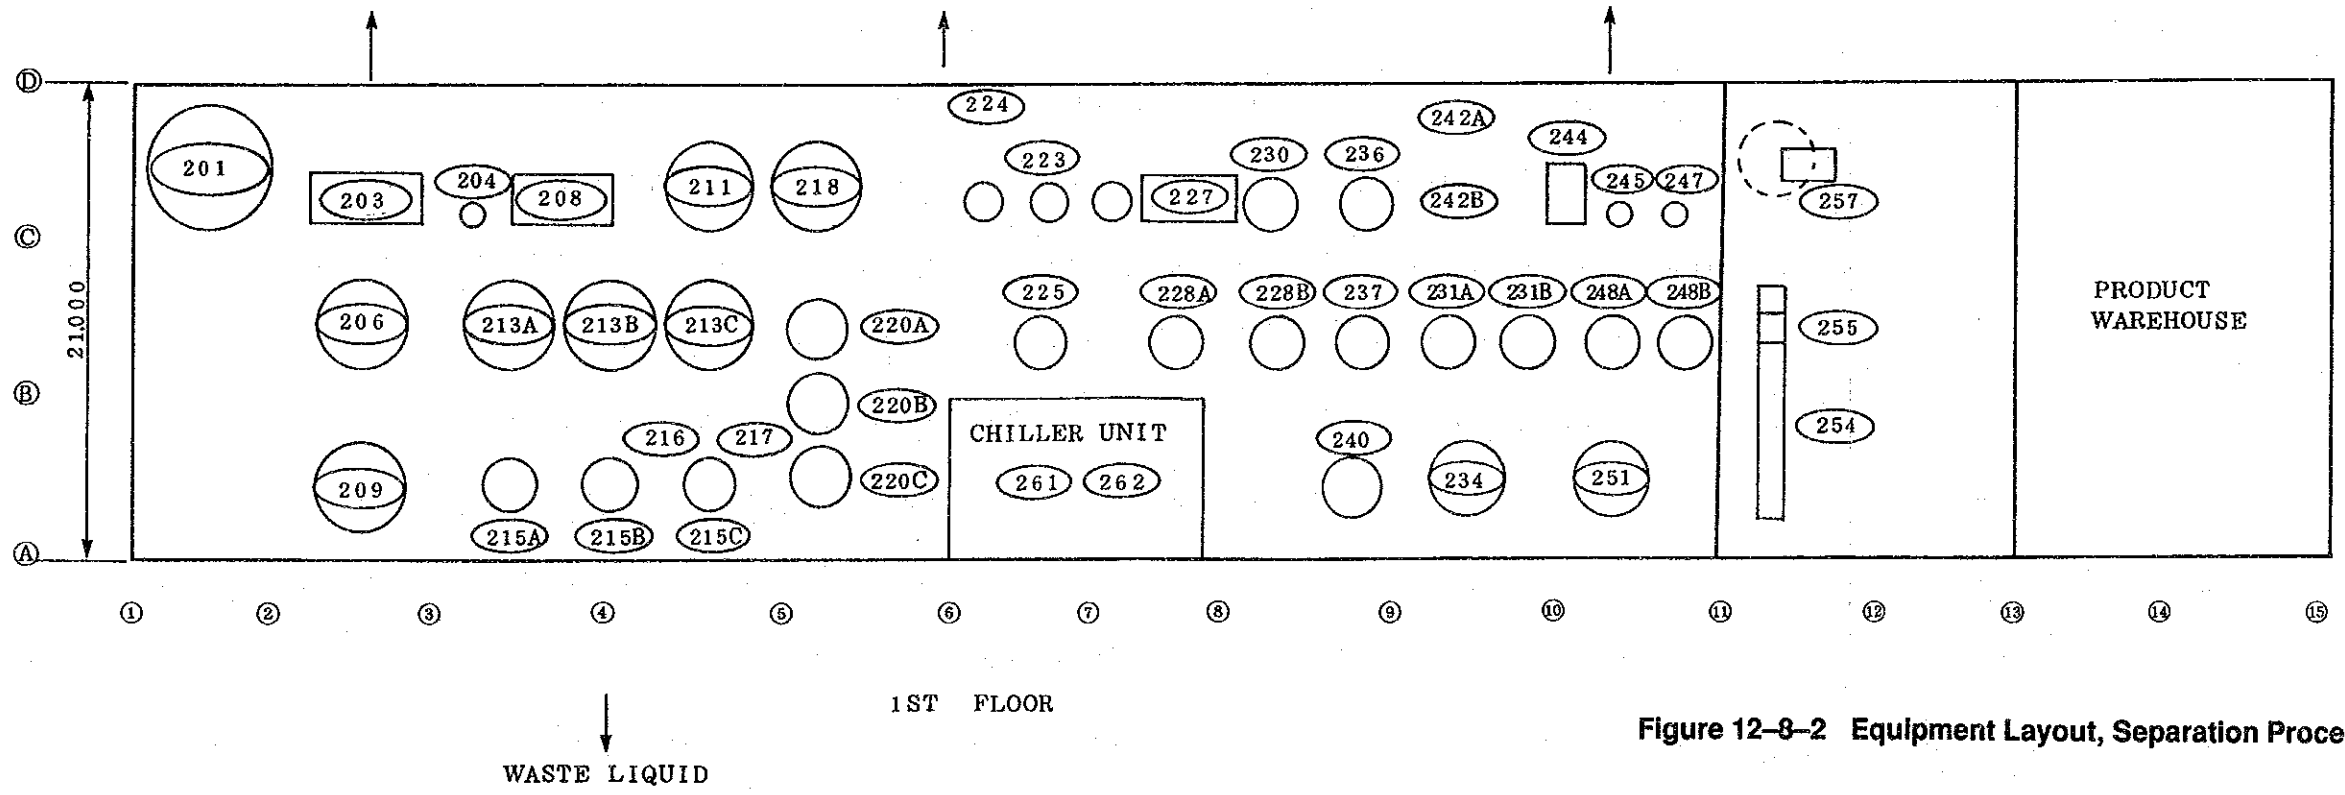 D
224
242A
244
223
230
236
201
204
203
208
211
218
227
242B
245
247
257
C
225
228A
228B
237
231A
231B
248A
248B
PRODUCT
WAREHOUSE
206
213A
213B
213C
220A
255
21.000
B
220B
216
217
CHILLER UNIT
240
254
209
220C
261
262
234
251
215A
215B
215C
A
1 2 3 4 5 6 7 8 9 10 11 12 13 14 15
1ST FLOOR
Figure 12–8–2 Equipment Layout, Separation Proce
WASTE LIQUID